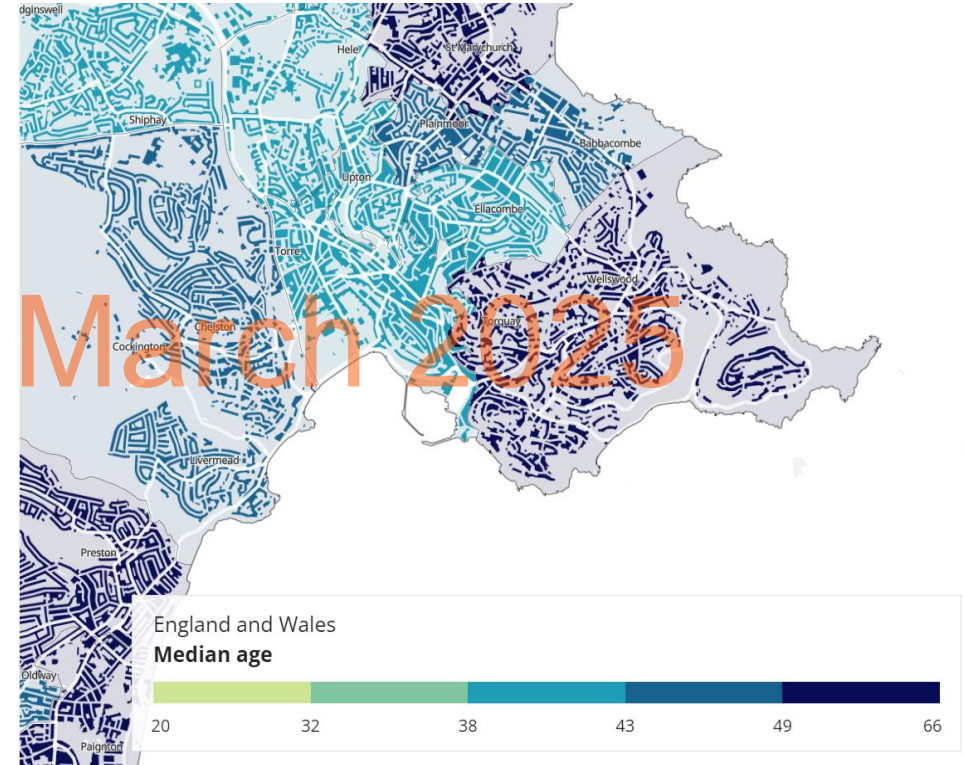 dginswell
Hele
St Marychurch
Shiphay
Plainmoor
Babbacombe
Upton
Ellacombe
Torre
Wellswood
March 2025
Torquay
Chelston
Cockington
Livermead
Preston
England and Wales
Median age
Oldway
20 32 38 43 49 66
Paignton